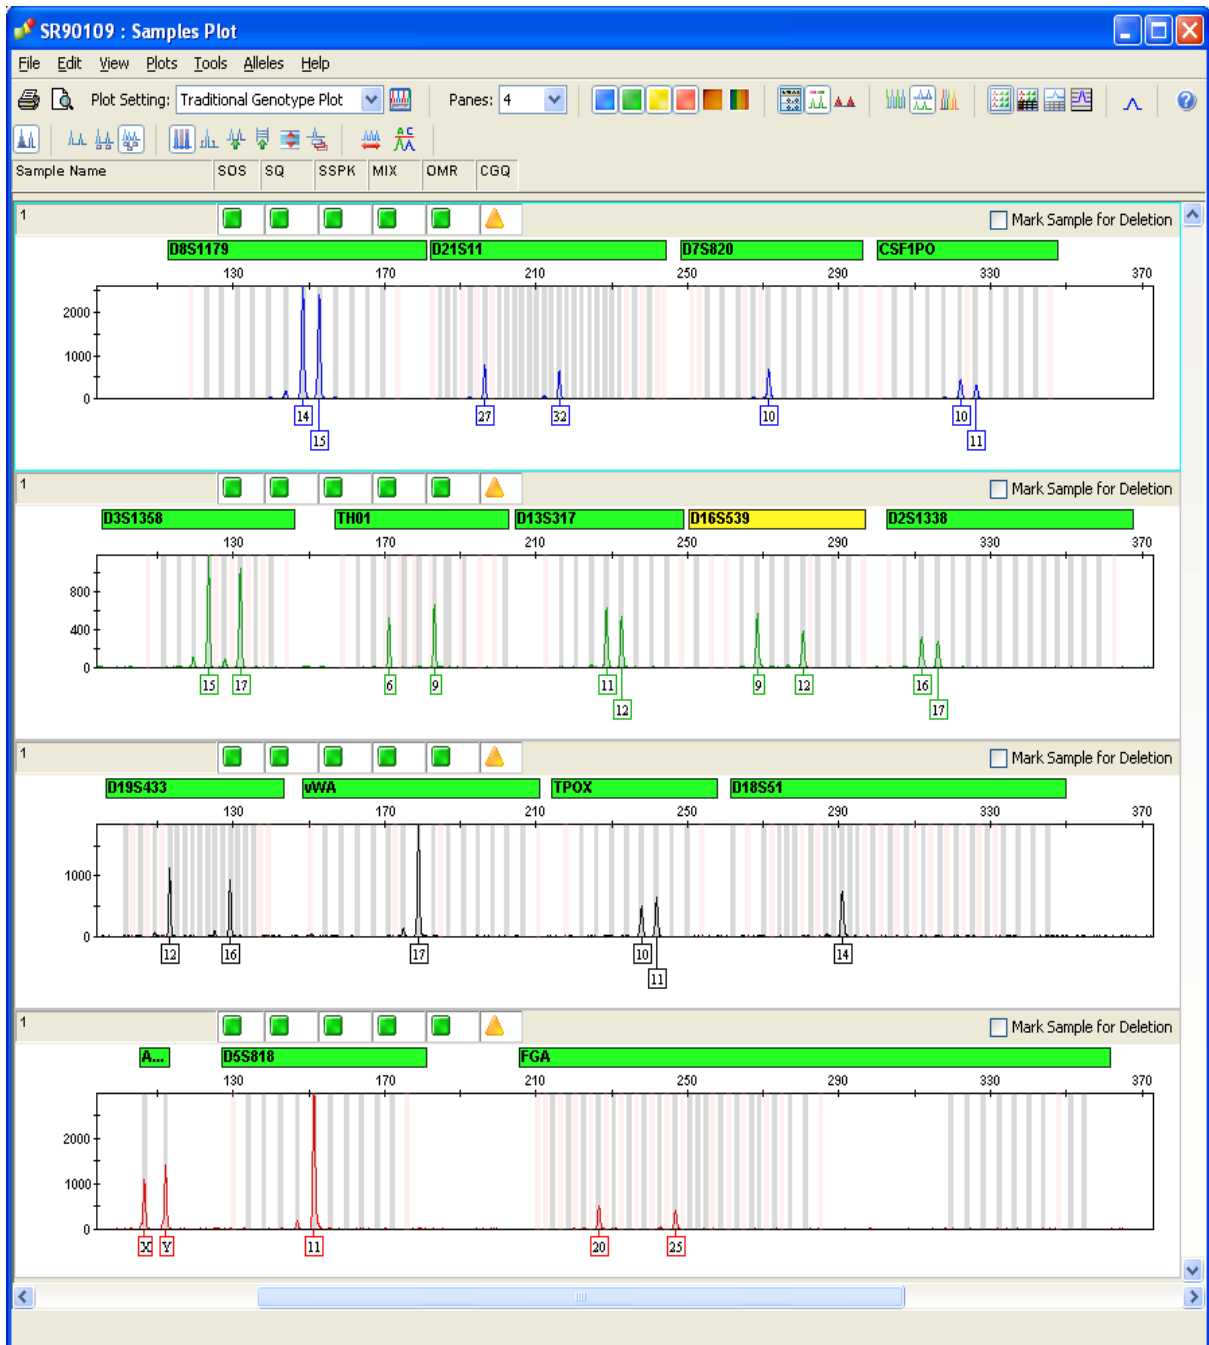 SR90109 : Samples Plot
File Edit View Plots Tools Alleles Help
Plot Setting: Traditional Genotype Plot Panes: 4
Sample Name SOS SQ SSPK MIX OMR CGQ
1 Mark Sample for Deletion
D8S1179 D21S11 D7S820 CSF1PO
130 170 210 250 290 330 370
2000
1000
0
14 27 32 10 10
15 11
1 Mark Sample for Deletion
D3S1358 TH01 D13S317 D16S539 D2S1338
130 170 210 250 290 330 370
800
400
0
15 17 6 9 11 9 12 16
12 17
1 Mark Sample for Deletion
D19S433 vWA TPOX D18S51
130 170 210 250 290 330 370
1000
0
12 16 17 10 14
11
1 Mark Sample for Deletion
A... D5S818 FGA
130 170 210 250 290 330 370
2000
1000
0
X Y 11 20 25